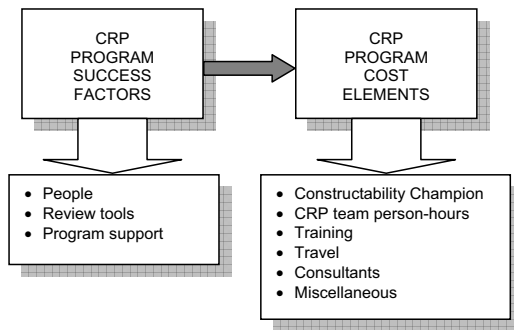 CRP
PROGRAM
SUCCESS
FACTORS
CRP
PROGRAM
COST
ELEMENTS
• People
• Review tools
• Program support
• Constructability Champion
• CRP team person-hours
• Training
• Travel
• Consultants
• Miscellaneous